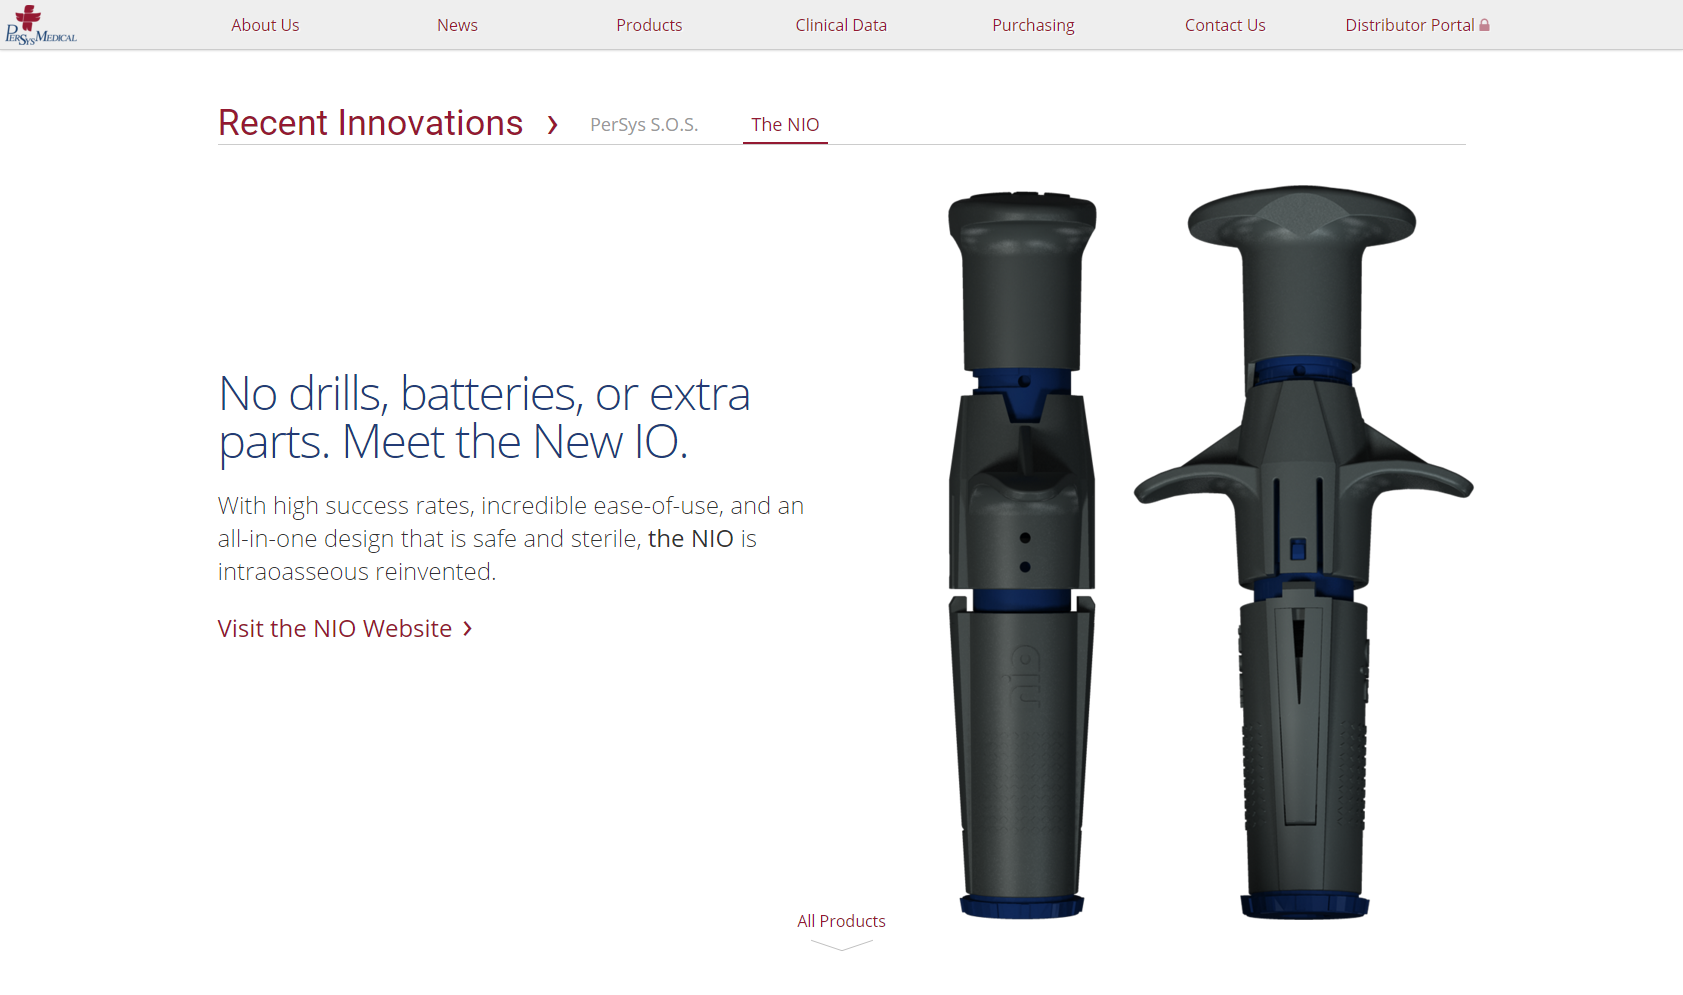 PerSysMedical
About Us
News
Products
Clinical Data
Purchasing
Contact Us
Distributor Portal
Recent Innovations
PerSys S.O.S.
The NIO
No drills, batteries, or extra
parts. Meet the New IO.
With high success rates, incredible ease-of-use, and an
all-in-one design that is safe and sterile, the NIO is
intraoasseous reinvented.
Visit the NIO Website
nio
All Products